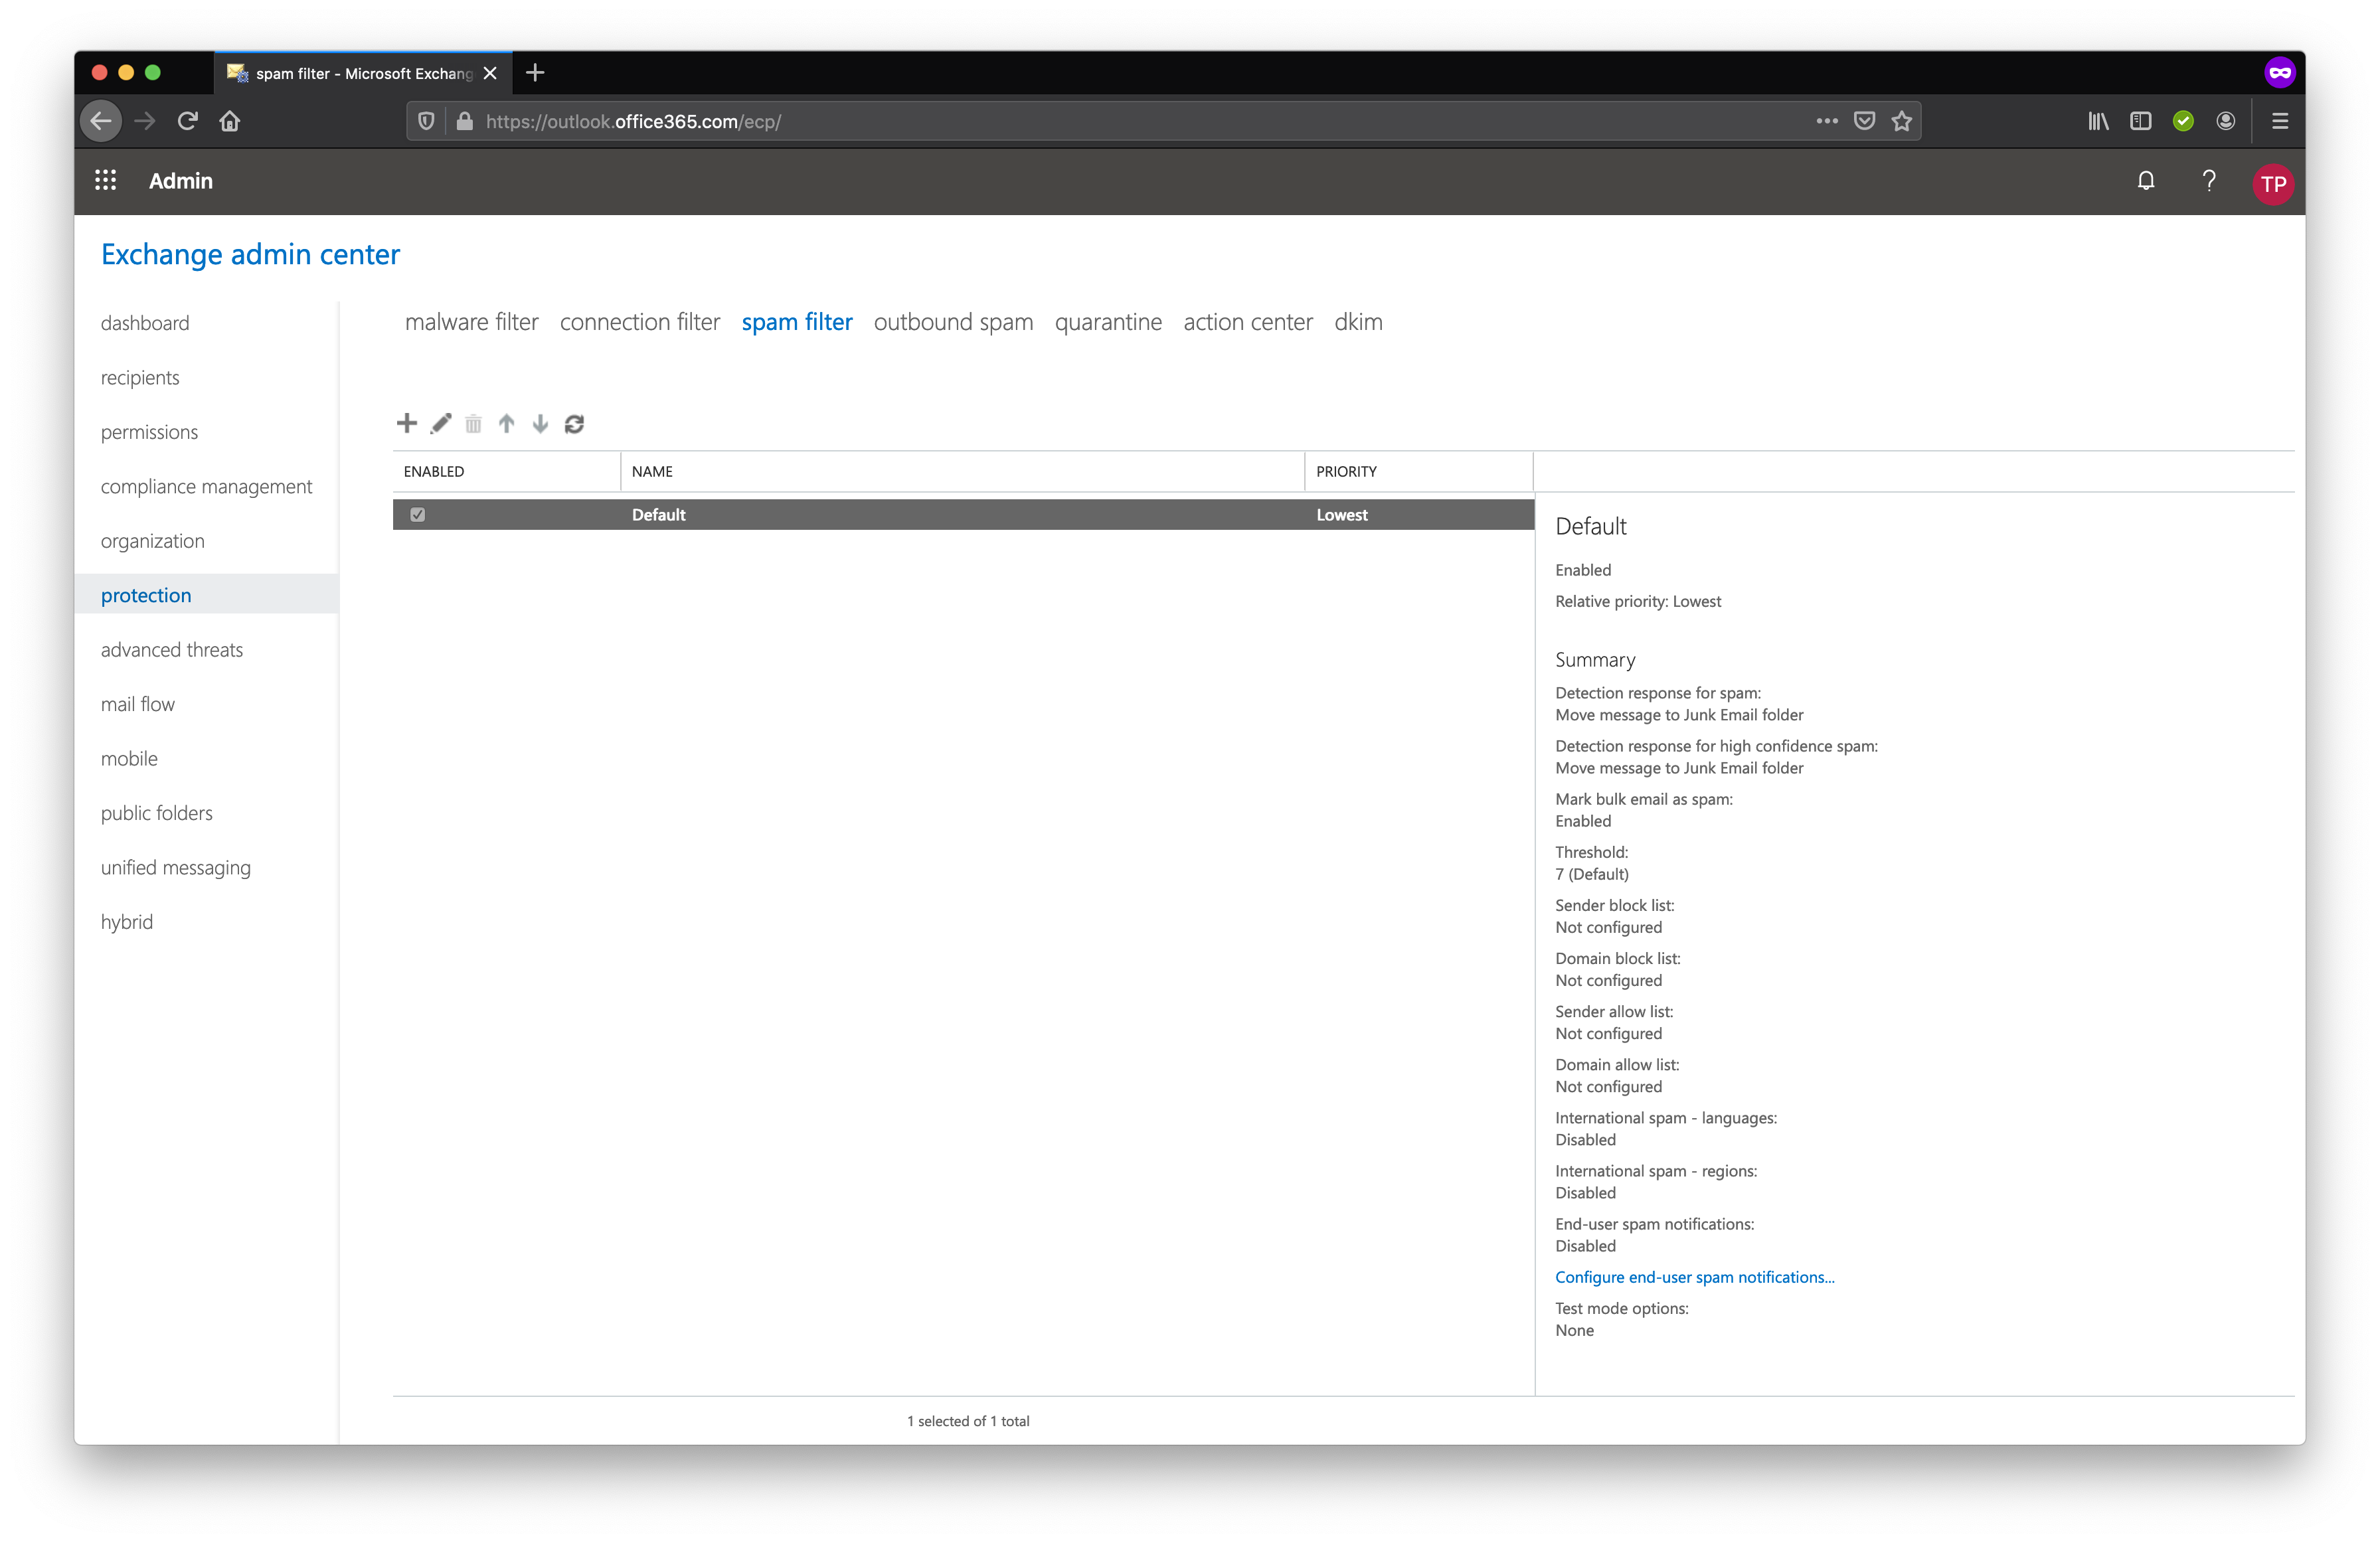 spam filter - Microsoft Exchang
https://outlook.office365.com/ecp/
Admin
TP
Exchange admin center
dashboard
recipients
permissions
compliance management
organization
protection
advanced threats
mail flow
mobile
public folders
unified messaging
hybrid
malware filter connection filter spam filter outbound spam quarantine action center dkim
ENABLED NAME PRIORITY
Default Lowest
Default
Enabled
Relative priority: Lowest
Summary
Detection response for spam:
Move message to Junk Email folder
Detection response for high confidence spam:
Move message to Junk Email folder
Mark bulk email as spam:
Enabled
Threshold:
7 (Default)
Sender block list:
Not configured
Domain block list:
Not configured
Sender allow list:
Not configured
Domain allow list:
Not configured
International spam - languages:
Disabled
International spam - regions:
Disabled
End-user spam notifications:
Disabled
Configure end-user spam notifications...
Test mode options:
None
1 selected of 1 total